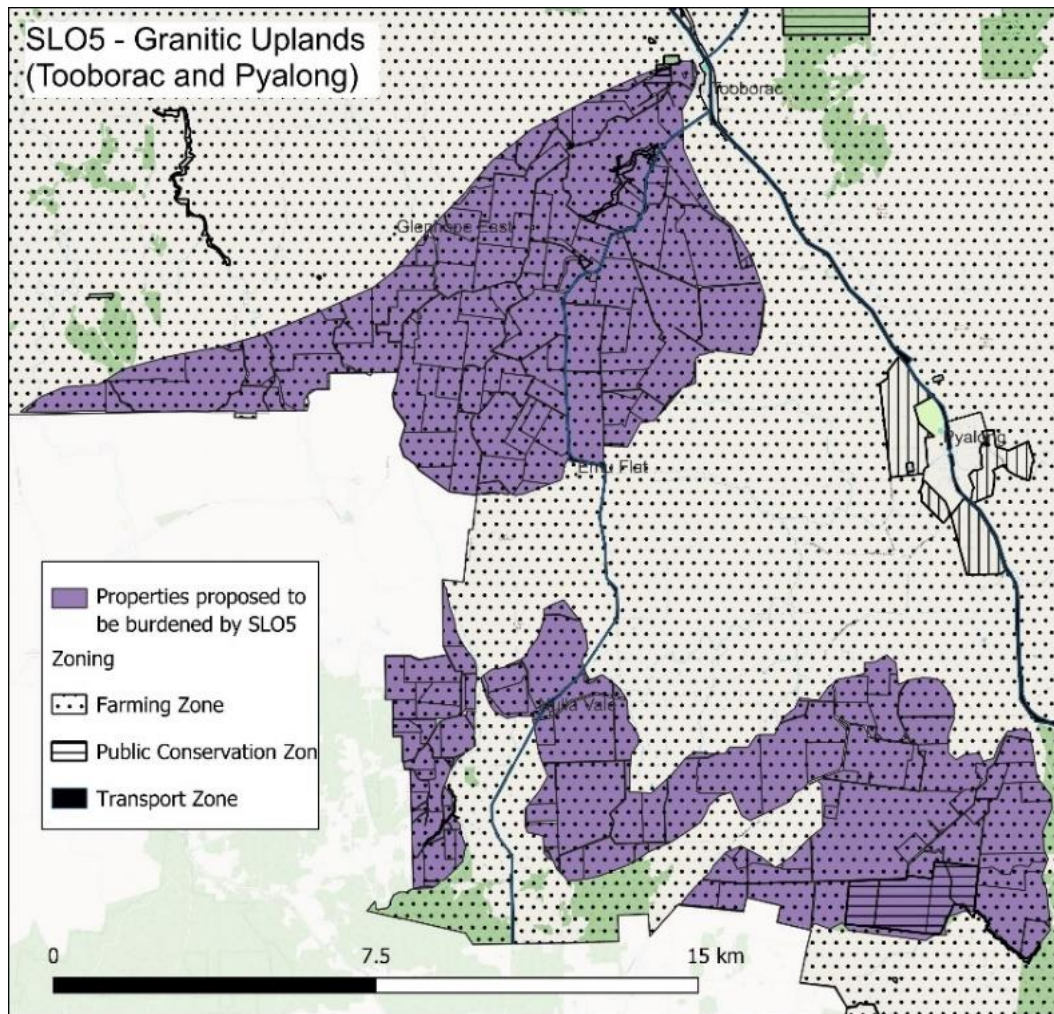 SLO5 - Granitic Uplands
(Tooborac and Pyalong)
Tooborac
Glenhope East
Pyalong
Emu Flat
Vale
Properties proposed to
be burdened by SLO5
Zoning
Farming Zone
Public Conservation Zon
Transport Zone
0
7.5
15 km